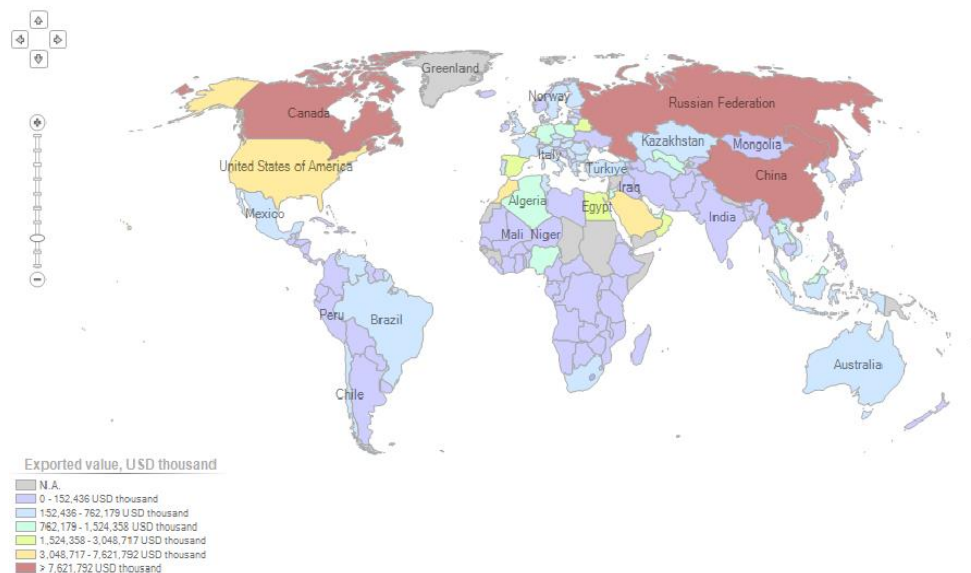 Greenland
Canada
Norway
Russian Federation
United States of America
Italy
Türkiye
Kazakhstan
Mongolia
China
Mexico
Algeria
Egypt
Iraq
India
Mali
Niger
Peru
Brazil
Chile
Australia
Exported value, USD thousand
N.A.
0 - 152,436 USD thousand
152,436 - 762,179 USD thousand
762,179 - 1,524,358 USD thousand
1,524,358 - 3,048,717 USD thousand
3,048,717 - 7,621,792 USD thousand
> 7,621,792 USD thousand